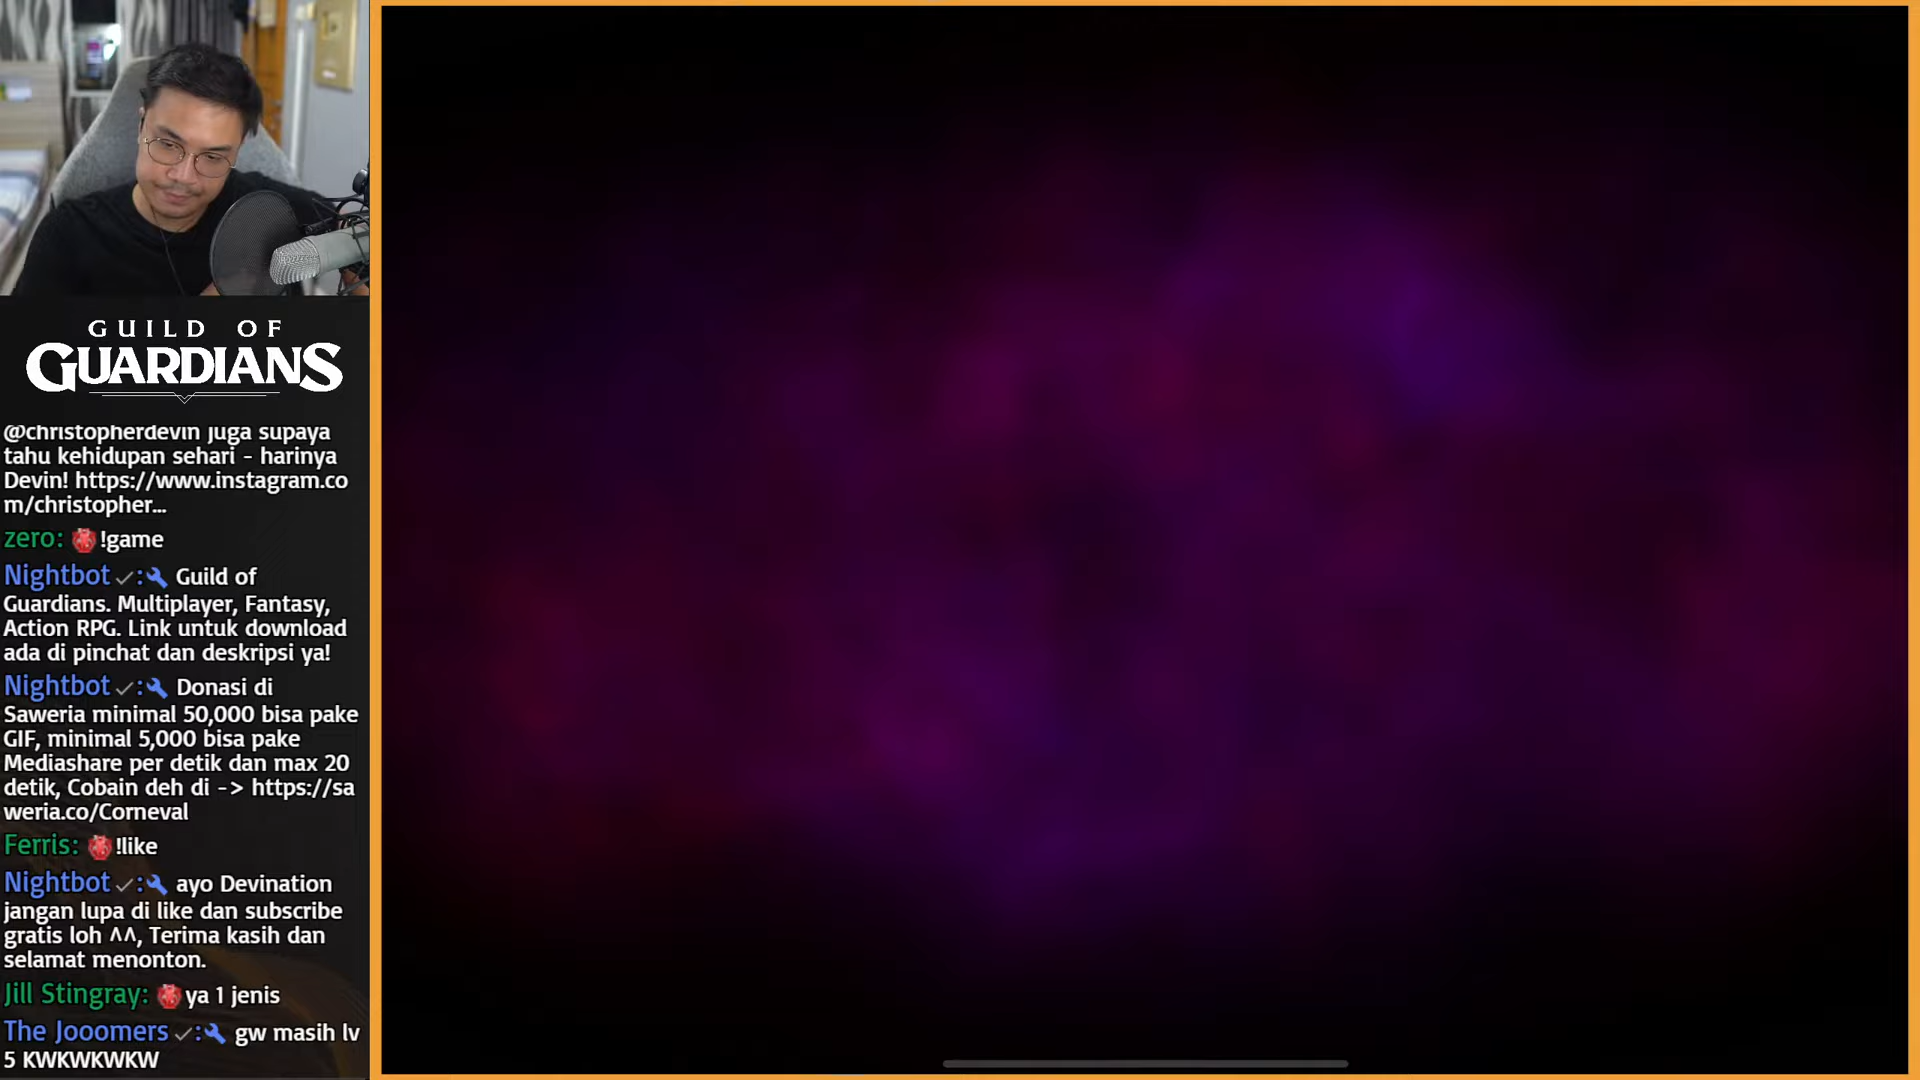 GUILD OF
GUARDIANS
@christopherdevin juga supaya
tahu kehidupan sehari - harinya
Devin! https://www.instagram.co
m/christopher...
zero: !game
Nightbot: Guild of
Guardians. Multiplayer, Fantasy,
Action RPG. Link untuk download
ada di pinchat dan deskripsi ya!
Nightbot: Donasi di
Saweria minimal 50,000 bisa pake
GIF, minimal 5,000 bisa pake
Mediashare per detik dan max 20
detik, Cobain deh di -> https://sa
weria.co/Corneval
Ferris: !like
Nightbot: ayo Devination
jangan lupa di like dan subscribe
gratis loh ^^, Terima kasih dan
selamat menonton.
Jill Stingray: ya 1 jenis
The Jooomers: gw masih lv
5 KWKWKWKW